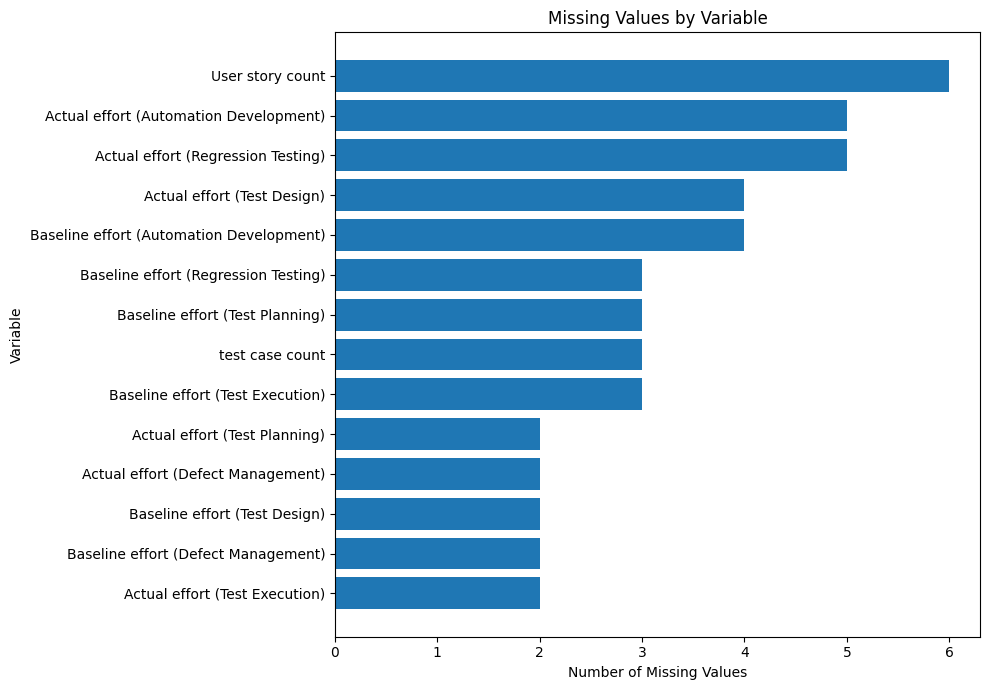 Missing Values by Variable
User story count
Actual effort (Automation Development)
Actual effort (Regression Testing)
Actual effort (Test Design)
Baseline effort (Automation Development)
Baseline effort (Regression Testing)
Baseline effort (Test Planning)
test case count
Baseline effort (Test Execution)
Actual effort (Test Planning)
Actual effort (Defect Management)
Baseline effort (Test Design)
Baseline effort (Defect Management)
Actual effort (Test Execution)
Variable
0 1 2 3 4 5 6
Number of Missing Values